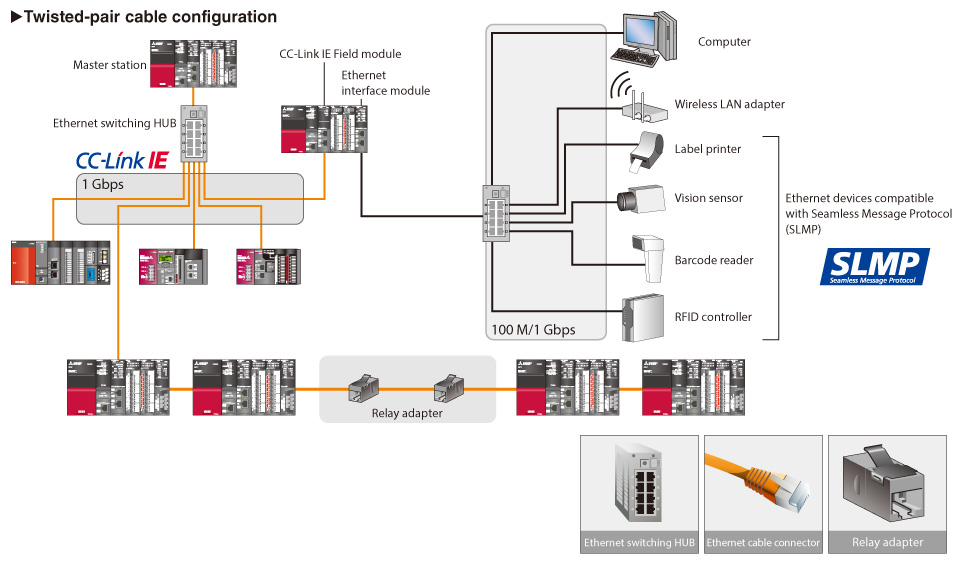 ▶Twisted-pair cable configuration
Master station
CC-Link IE Field module
Ethernet
interface module
Ethernet switching HUB
CC-Link IE
1 Gbps
Computer
Wireless LAN adapter
Label printer
Vision sensor
Barcode reader
RFID controller
100 M/1 Gbps
Ethernet devices compatible
with Seamless Message Protocol
(SLMP)
SLMP
Seamless Message Protocol
Relay adapter
Ethernet switching HUB
Ethernet cable connector
Relay adapter